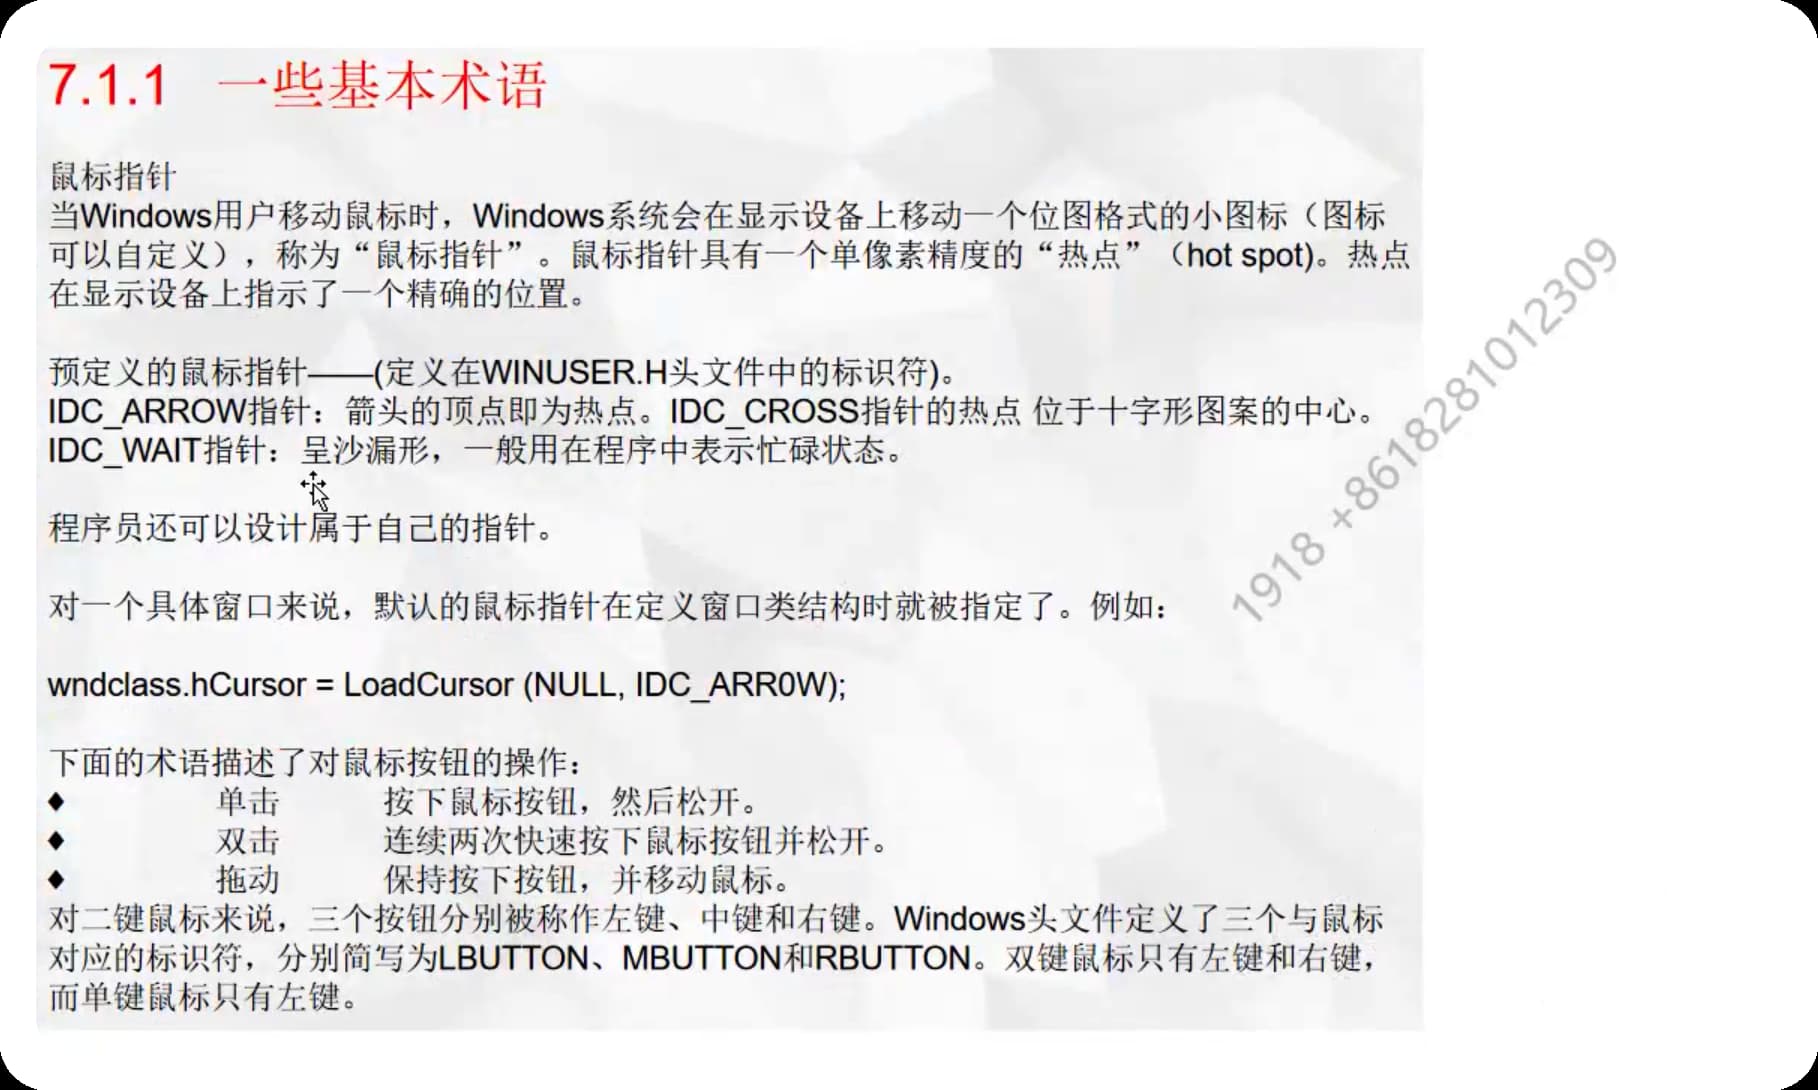 7.1.1 一些基本术语
鼠标指针
当Windows用户移动鼠标时，Windows系统会在显示设备上移动一个位图格式的小图标（图标
可以自定义），称为“鼠标指针”。鼠标指针具有一个单像素精度的“热点”（hot spot)。热点
在显示设备上指示了一个精确的位置。
预定义的鼠标指针——(定义在WINUSER.H头文件中的标识符)。
IDC_ARROW指针：箭头的顶点即为热点。IDC_CROSS指针的热点 位于十字形图案的中心。
IDC_WAIT指针：呈沙漏形，一般用在程序中表示忙碌状态。
程序员还可以设计属于自己的指针。
对一个具体窗口来说，默认的鼠标指针在定义窗口类结构时就被指定了。例如：
wndclass.hCursor = LoadCursor (NULL, IDC_ARR0W);
下面的术语描述了对鼠标按钮的操作：
♦ 单击 按下鼠标按钮，然后松开。
♦ 双击 连续两次快速按下鼠标按钮并松开。
♦ 拖动 保持按下按钮，并移动鼠标。
对二键鼠标来说，三个按钮分别被称作左键、中键和右键。Windows头文件定义了三个与鼠标
对应的标识符，分别简写为LBUTTON、MBUTTON和RBUTTON。双键鼠标只有左键和右键，
而单键鼠标只有左键。
1918 +8618281012309